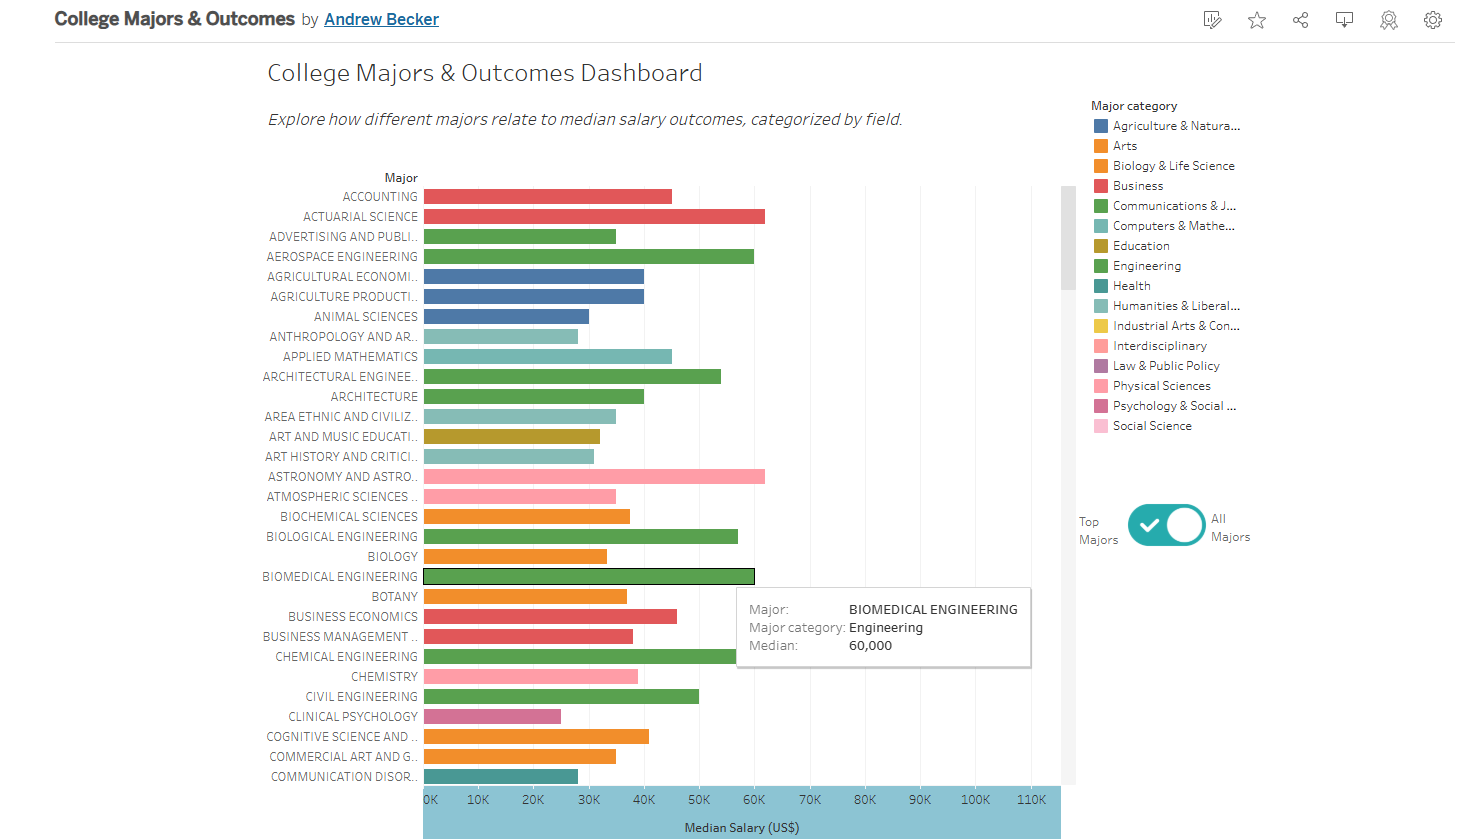 College Majors & Outcomes by Andrew Becker
College Majors & Outcomes Dashboard
Explore how different majors relate to median salary outcomes, categorized by field.
Major
ACCOUNTING
ACTUARIAL SCIENCE
ADVERTISING AND PUBLI..
AEROSPACE ENGINEERING
AGRICULTURAL ECONOMI..
AGRICULTURE PRODUCTI..
ANIMAL SCIENCES
ANTHROPOLOGY AND AR..
APPLIED MATHEMATICS
ARCHITECTURAL ENGINEE..
ARCHITECTURE
AREA ETHNIC AND CIVILIZ..
ART AND MUSIC EDUCATI..
ART HISTORY AND CRITICI..
ASTRONOMY AND ASTRO..
ATMOSPHERIC SCIENCES ..
BIOCHEMICAL SCIENCES
BIOLOGICAL ENGINEERING
BIOLOGY
BIOMEDICAL ENGINEERING
BOTANY
BUSINESS ECONOMICS
BUSINESS MANAGEMENT ..
CHEMICAL ENGINEERING
CHEMISTRY
CIVIL ENGINEERING
CLINICAL PSYCHOLOGY
COGNITIVE SCIENCE AND ..
COMMERCIAL ART AND G..
COMMUNICATION DISOR..
Major: BIOMEDICAL ENGINEERING
Major category: Engineering
Median: 60,000
0K 10K 20K 30K 40K 50K 60K 70K 80K 90K 100K 110K
Median Salary (US$)
Major category
Agriculture & Natura...
Arts
Biology & Life Science
Business
Communications & J...
Computers & Mathe...
Education
Engineering
Health
Humanities & Liberal...
Industrial Arts & Con...
Interdisciplinary
Law & Public Policy
Physical Sciences
Psychology & Social ...
Social Science
Top
Majors
All
Majors